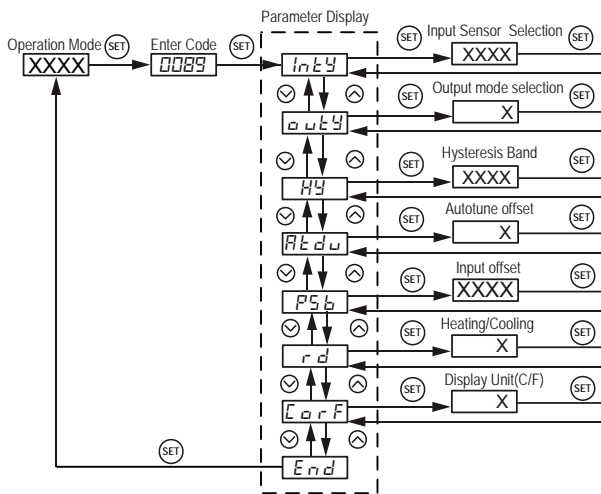 Parameter Display
Operation Mode SET Enter Code SET
XXXX 0089 IntY SET Input Sensor Selection SET
XXXX
outY SET Output mode selection SET
X
HY SET Hysteresis Band SET
XXXX
Atdu SET Autotune offset SET
X
PSb SET Input offset SET
XXXX
rd SET Heating/Cooling SET
X
CorF SET Display Unit(C/F) SET
X
SET End